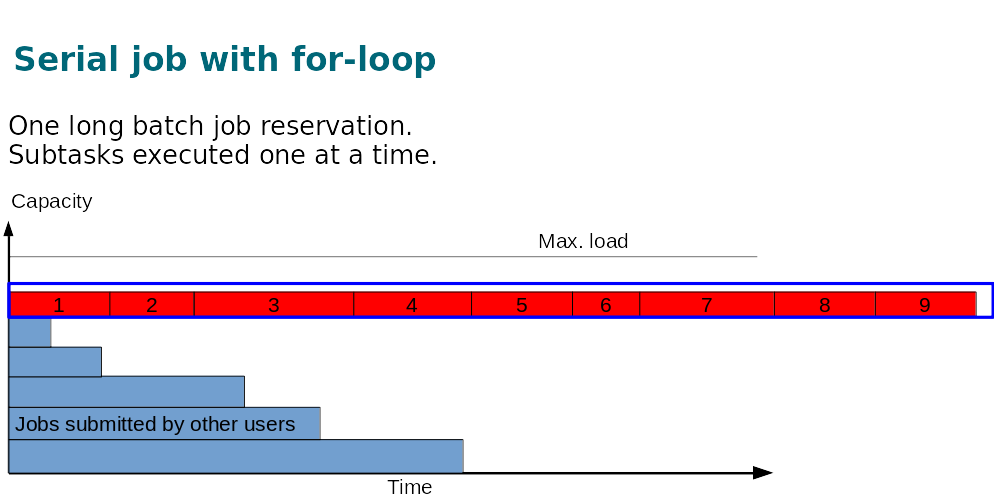 Serial job with for-loop
One long batch job reservation.
Subtasks executed one at a time.
Capacity
Max. load
1 2 3 4 5 6 7 8 9
Jobs submitted by other users
Time